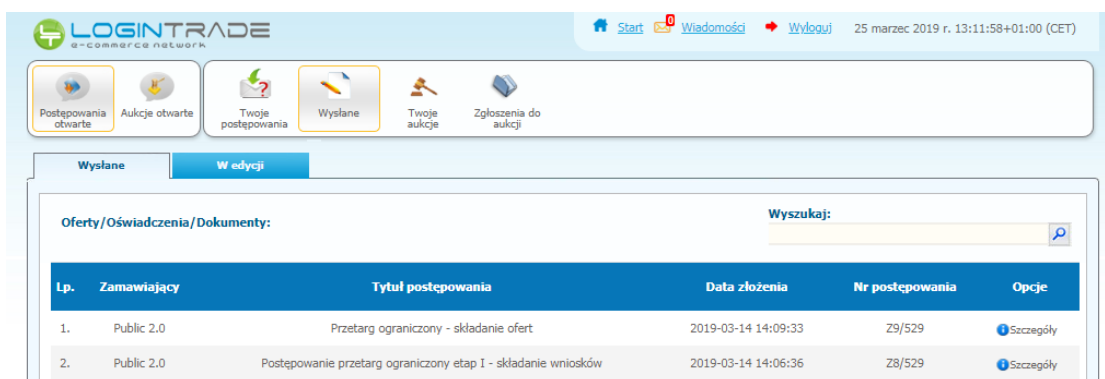 LOGINTRADE
e-commerce network
Start 0 Wiadomości Wyloguj 25 marzec 2019 r. 13:11:58+01:00 (CET)
Postępowania otwarte Aukcje otwarte Twoje postępowania Wysłane Twoje aukcje Zgłoszenia do aukcji
Wysłane W edycji
Oferty/Oświadczenia/Dokumenty: Wyszukaj:
Lp. Zamawiający Tytuł postępowania Data złożenia Nr postępowania Opcje
1. Public 2.0 Przetarg ograniczony - składanie ofert 2019-03-14 14:09:33 Z9/529 Szczegóły
2. Public 2.0 Postępowanie przetarg ograniczony etap I - składanie wniosków 2019-03-14 14:06:36 Z8/529 Szczegóły